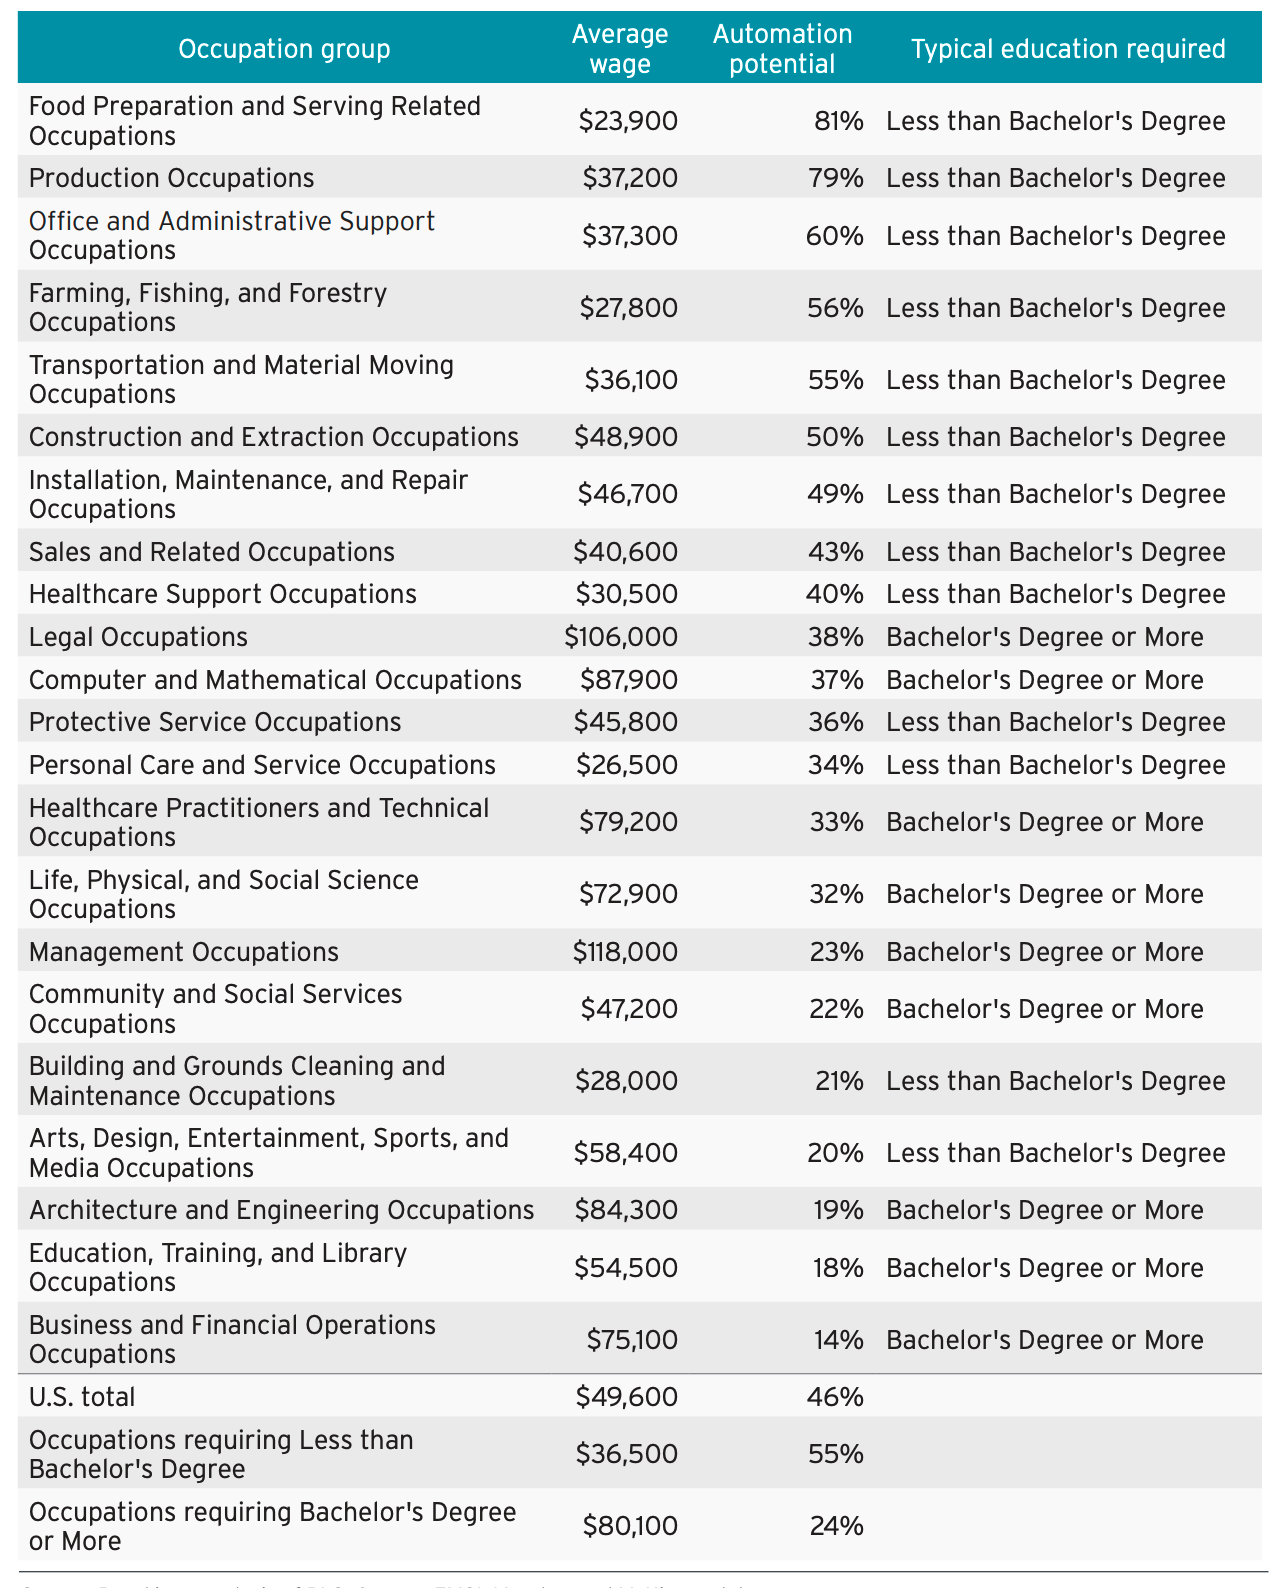 Occupation group
Average
wage
Automation
potential
Typical education required
Food Preparation and Serving Related
Occupations
$23,900
81%
Less than Bachelor's Degree
Production Occupations
$37,200
79%
Less than Bachelor's Degree
Office and Administrative Support
Occupations
$37,300
60%
Less than Bachelor's Degree
Farming, Fishing, and Forestry
Occupations
$27,800
56%
Less than Bachelor's Degree
Transportation and Material Moving
Occupations
$36,100
55%
Less than Bachelor's Degree
Construction and Extraction Occupations
$48,900
50%
Less than Bachelor's Degree
Installation, Maintenance, and Repair
Occupations
$46,700
49%
Less than Bachelor's Degree
Sales and Related Occupations
$40,600
43%
Less than Bachelor's Degree
Healthcare Support Occupations
$30,500
40%
Less than Bachelor's Degree
Legal Occupations
$106,000
38%
Bachelor's Degree or More
Computer and Mathematical Occupations
$87,900
37%
Bachelor's Degree or More
Protective Service Occupations
$45,800
36%
Less than Bachelor's Degree
Personal Care and Service Occupations
$26,500
34%
Less than Bachelor's Degree
Healthcare Practitioners and Technical
Occupations
$79,200
33%
Bachelor's Degree or More
Life, Physical, and Social Science
Occupations
$72,900
32%
Bachelor's Degree or More
Management Occupations
$118,000
23%
Bachelor's Degree or More
Community and Social Services
Occupations
$47,200
22%
Bachelor's Degree or More
Building and Grounds Cleaning and
Maintenance Occupations
$28,000
21%
Less than Bachelor's Degree
Arts, Design, Entertainment, Sports, and
Media Occupations
$58,400
20%
Less than Bachelor's Degree
Architecture and Engineering Occupations
$84,300
19%
Bachelor's Degree or More
Education, Training, and Library
Occupations
$54,500
18%
Bachelor's Degree or More
Business and Financial Operations
Occupations
$75,100
14%
Bachelor's Degree or More
U.S. total
$49,600
46%
Occupations requiring Less than
Bachelor's Degree
$36,500
55%
Occupations requiring Bachelor's Degree
or More
$80,100
24%